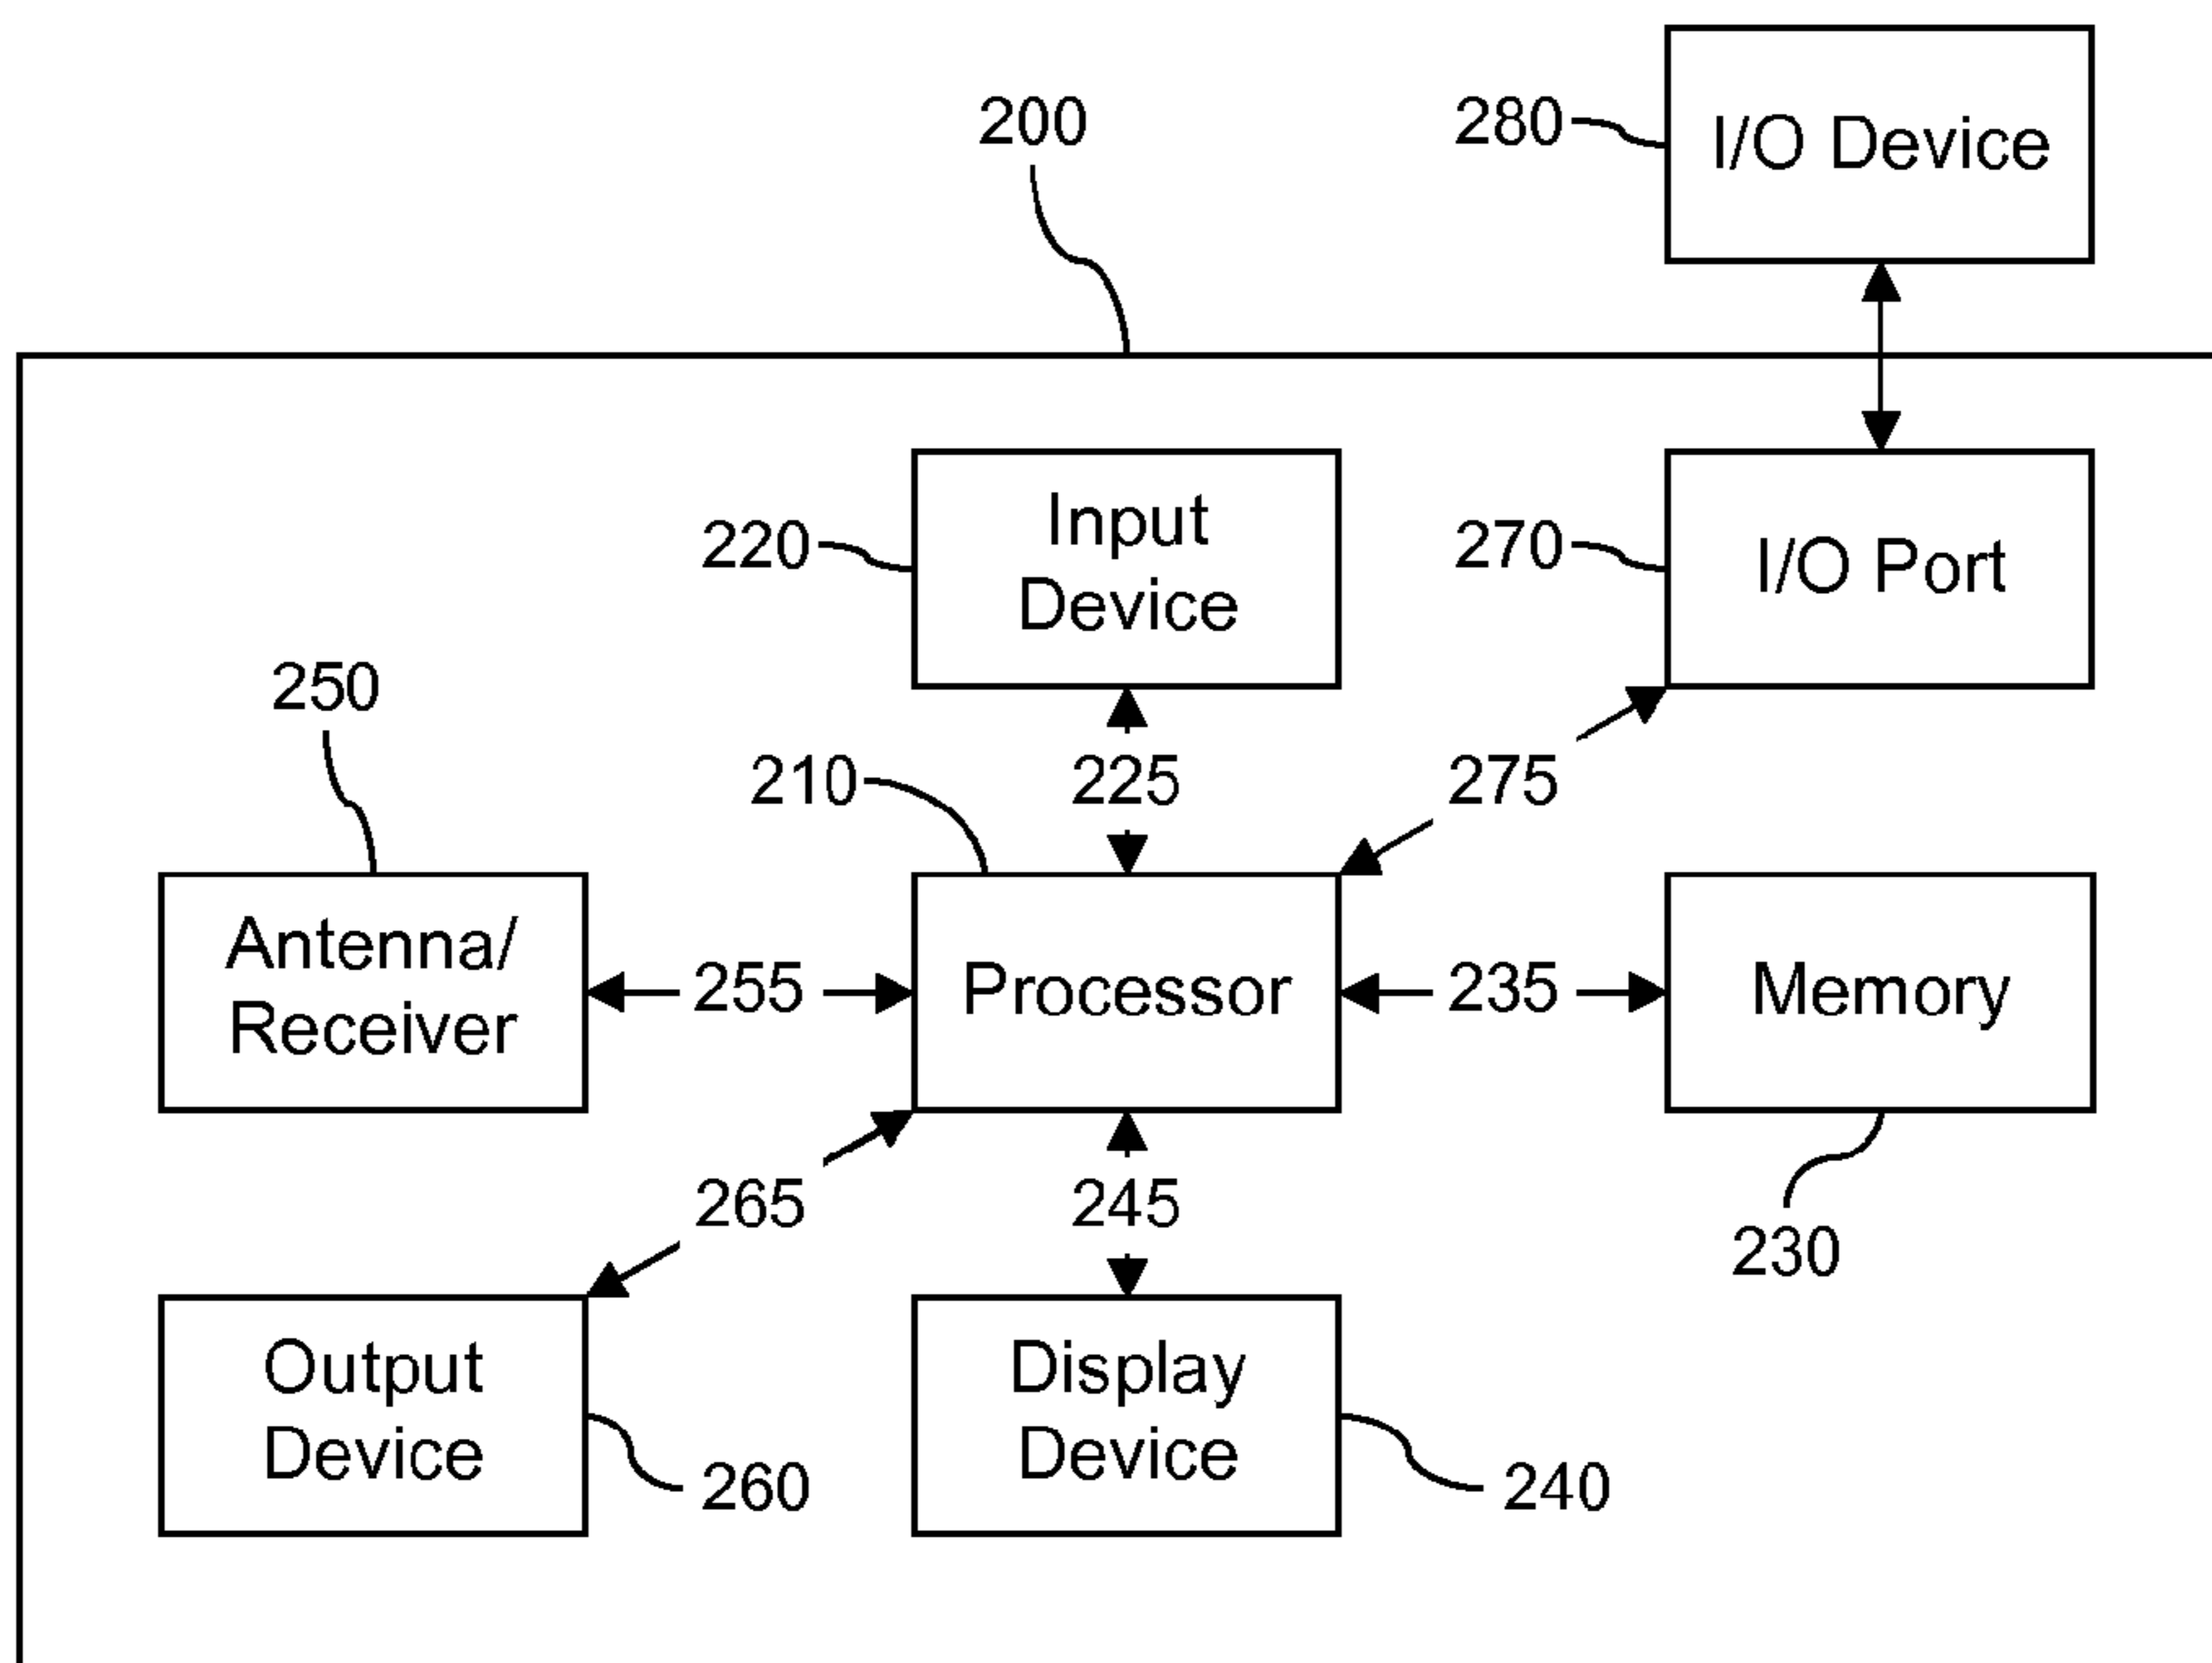 200
280
I/O Device
220
Input
Device
270
I/O Port
250
210
225
275
Antenna/
Receiver
255
Processor
235
Memory
265
245
230
Output
Device
260
Display
Device
240